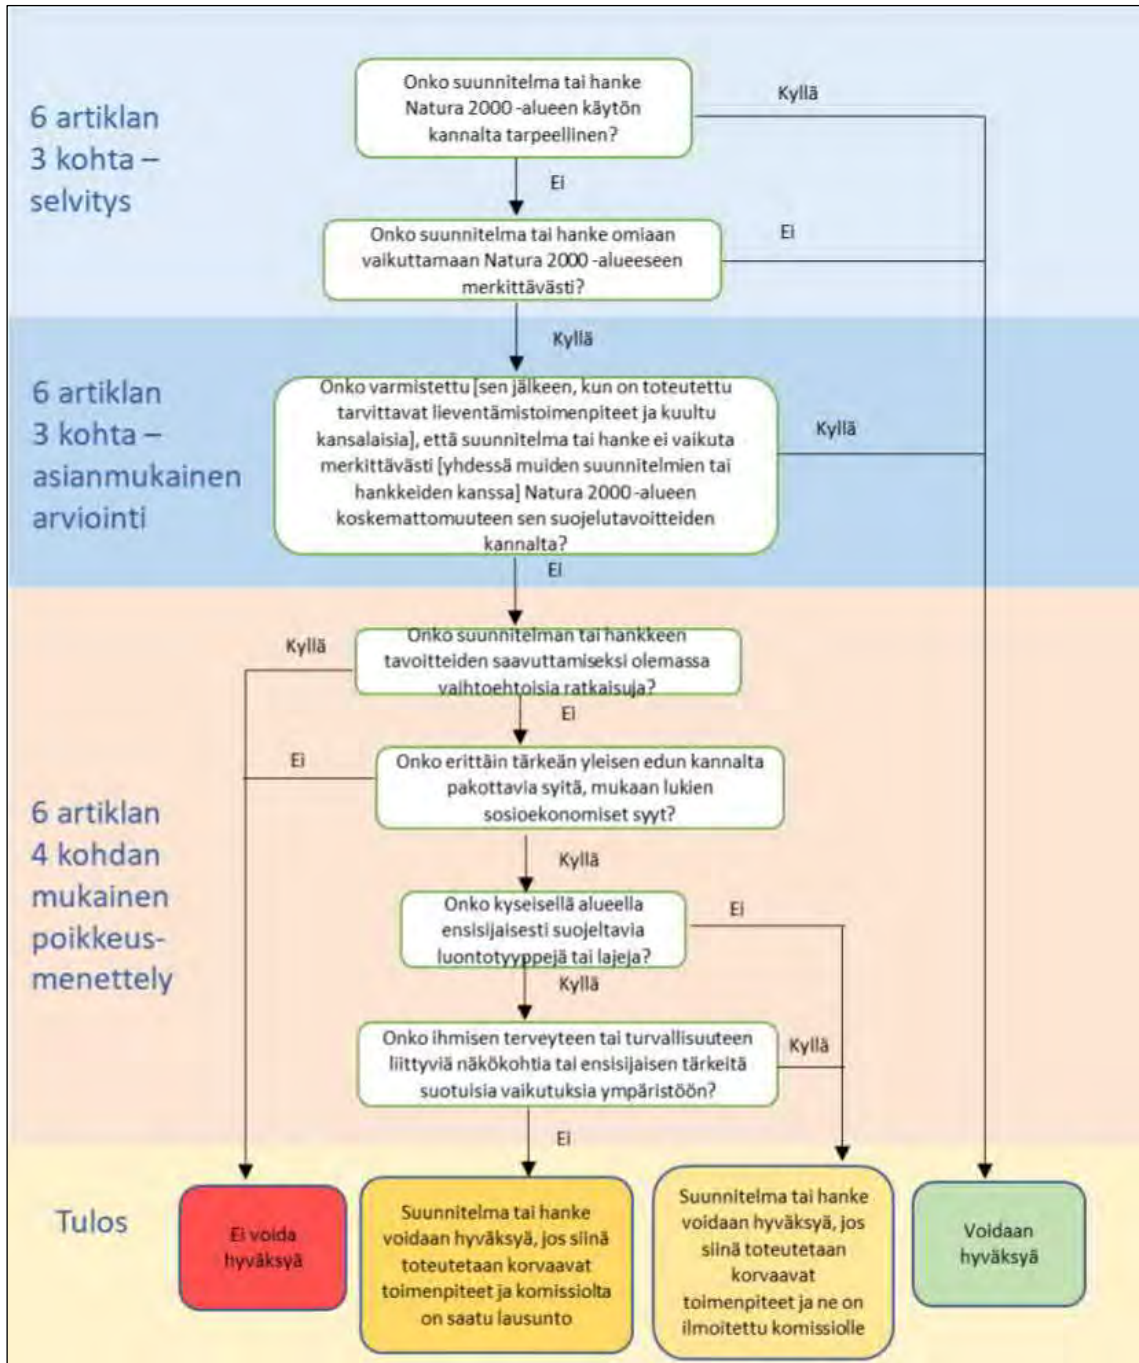 6 artiklan
3 kohta –
selvitys
Onko suunnitelma tai hanke
Natura 2000 -alueen käytön
kannalta tarpeellinen?
Kyllä
Ei
Onko suunnitelma tai hanke omiaan
vaikuttamaan Natura 2000 -alueeseen
merkittävästi?
Ei
Kyllä
6 artiklan
3 kohta –
asianmukainen
arviointi
Onko varmistettu [sen jälkeen, kun on toteutettu
tarvittavat lieventämistoimenpiteet ja kuultu
kansalaisia], että suunnitelma tai hanke ei vaikuta
merkittävästi [yhdessä muiden suunnitelmien tai
hankkeiden kanssa] Natura 2000 -alueen
koskemattomuuteen sen suojelutavoitteiden
kannalta?
Kyllä
Ei
6 artiklan
4 kohdan
mukainen
poikkeus-
menettely
Onko suunnitelman tai hankkeen
tavoitteiden saavuttamiseksi olemassa
vaihtoehtoisia ratkaisuja?
Kyllä
Ei
Onko erittäin tärkeän yleisen edun kannalta
pakottavia syitä, mukaan lukien
sosioekonomiset syyt?
Ei
Kyllä
Onko kyseisellä alueella
ensisijaisesti suojeltavia
luontotyyppejä tai lajeja?
Ei
Kyllä
Onko ihmisen terveyteen tai turvallisuuteen
liittyviä näkökohtia tai ensisijaisen tärkeitä
suotuisia vaikutuksia ympäristöön?
Kyllä
Ei
Tulos
Ei voida
hyväksyä
Suunnitelma tai hanke
voidaan hyväksyä, jos siinä
toteutetaan korvaavat
toimenpiteet ja komissiolta
on saatu lausunto
Suunnitelma tai hanke
voidaan hyväksyä, jos
siinä toteutetaan
korvaavat
toimenpiteet ja ne on
ilmoitettu komissiolle
Voidaan
hyväksyä